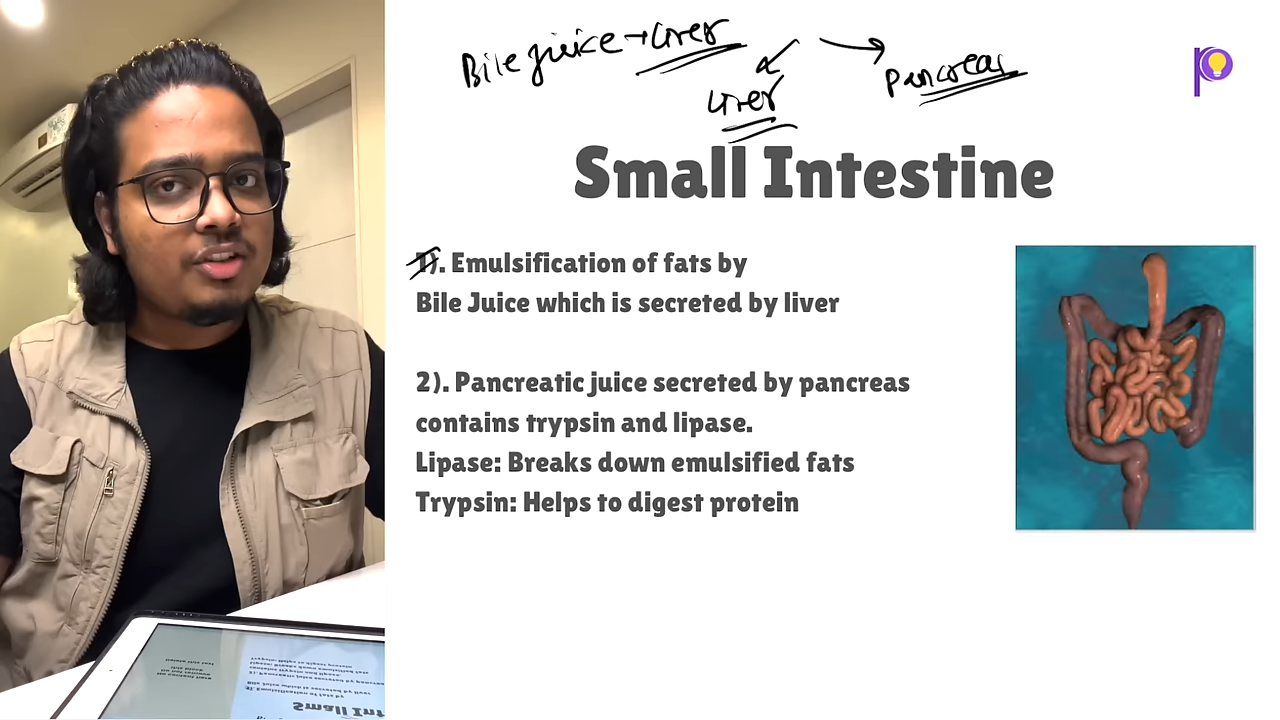 Bile juice → Liver
Liver
Pancreas
Small Intestine
1). Emulsification of fats by
Bile Juice which is secreted by liver
2). Pancreatic juice secreted by pancreas
contains trypsin and lipase.
Lipase: Breaks down emulsified fats
Trypsin: Helps to digest protein